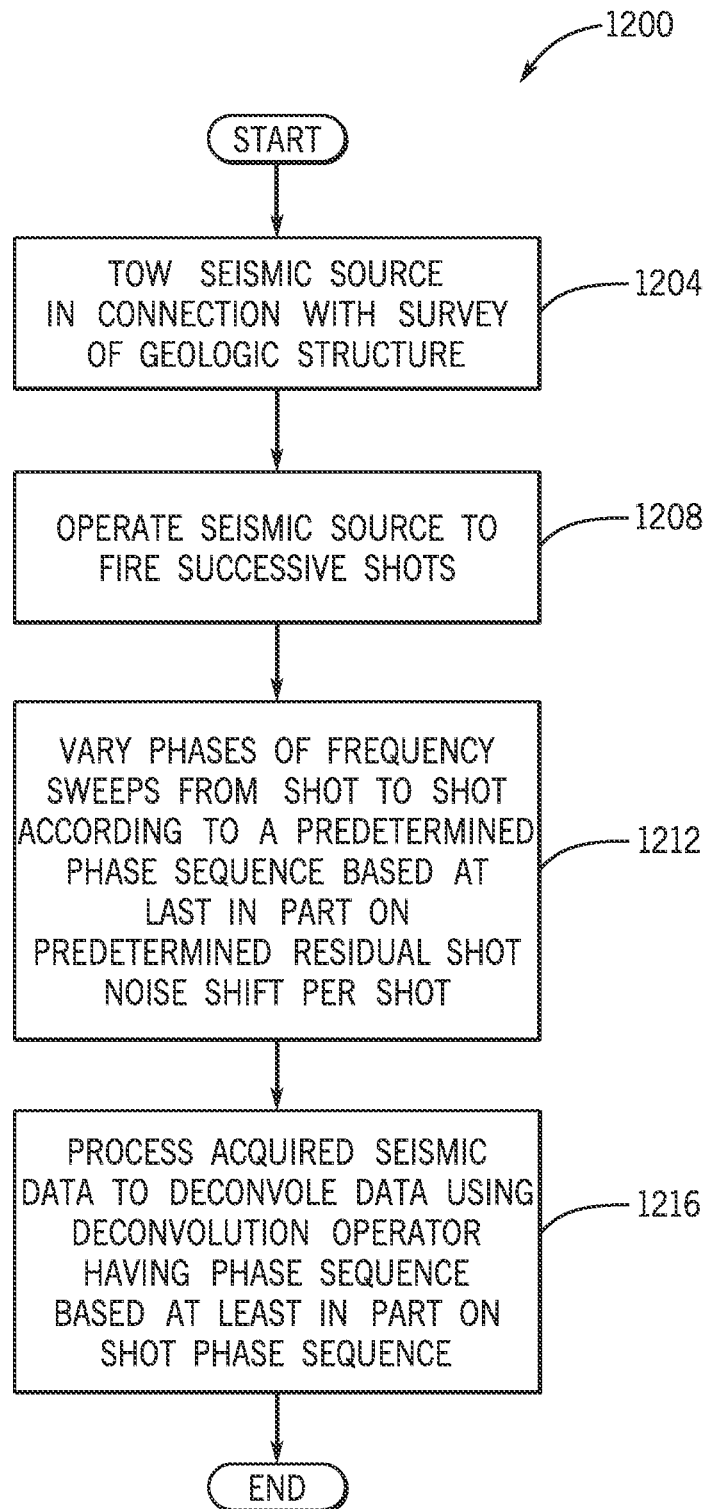 1200
START
TOW SEISMIC SOURCE
IN CONNECTION WITH SURVEY
OF GEOLOGIC STRUCTURE
1204
OPERATE SEISMIC SOURCE TO
FIRE SUCCESSIVE SHOTS
1208
VARY PHASES OF FREQUENCY
SWEEPS FROM SHOT TO SHOT
ACCORDING TO A PREDETERMINED
PHASE SEQUENCE BASED AT
LAST IN PART ON
PREDETERMINED RESIDUAL SHOT
NOISE SHIFT PER SHOT
1212
PROCESS ACQUIRED SEISMIC
DATA TO DECONVOLE DATA USING
DECONVOLUTION OPERATOR
HAVING PHASE SEQUENCE
BASED AT LEAST IN PART ON
SHOT PHASE SEQUENCE
1216
END